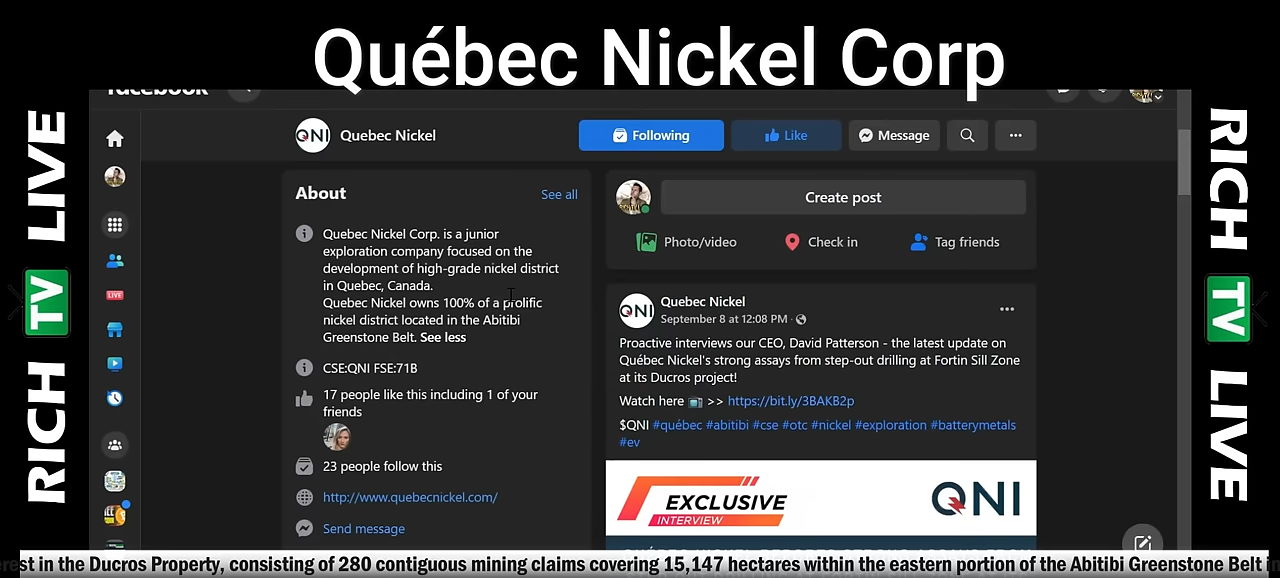 Québec Nickel Corp
facebook
RICH TV LIVE
RICH TV LIVE
QNI
Quebec Nickel
Following
Like
Message
About
See all
Quebec Nickel Corp. is a junior
exploration company focused on the
development of high-grade nickel district
in Quebec, Canada.
Quebec Nickel owns 100% of a prolific
nickel district located in the Abitibi
Greenstone Belt. See less
CSE:QNI FSE:71B
17 people like this including 1 of your
friends
23 people follow this
http://www.quebecnickel.com/
Send message
LIVE
Create post
Photo/video
Check in
Tag friends
QNI
Quebec Nickel
September 8 at 12:08 PM ·
Proactive interviews our CEO, David Patterson - the latest update on
Québec Nickel's strong assays from step-out drilling at Fortin Sill Zone
at its Ducros project!
Watch here 📺 >> https://bit.ly/3BAKB2p
$QNI #québec #abitibi #cse #otc #nickel #exploration #batterymetals
#ev
EXCLUSIVE
INTERVIEW
QNI
in the Ducros Property, consisting of 280 contiguous mining claims covering 15,147 hectares within the eastern portion of the Abitibi Greenstone Belt